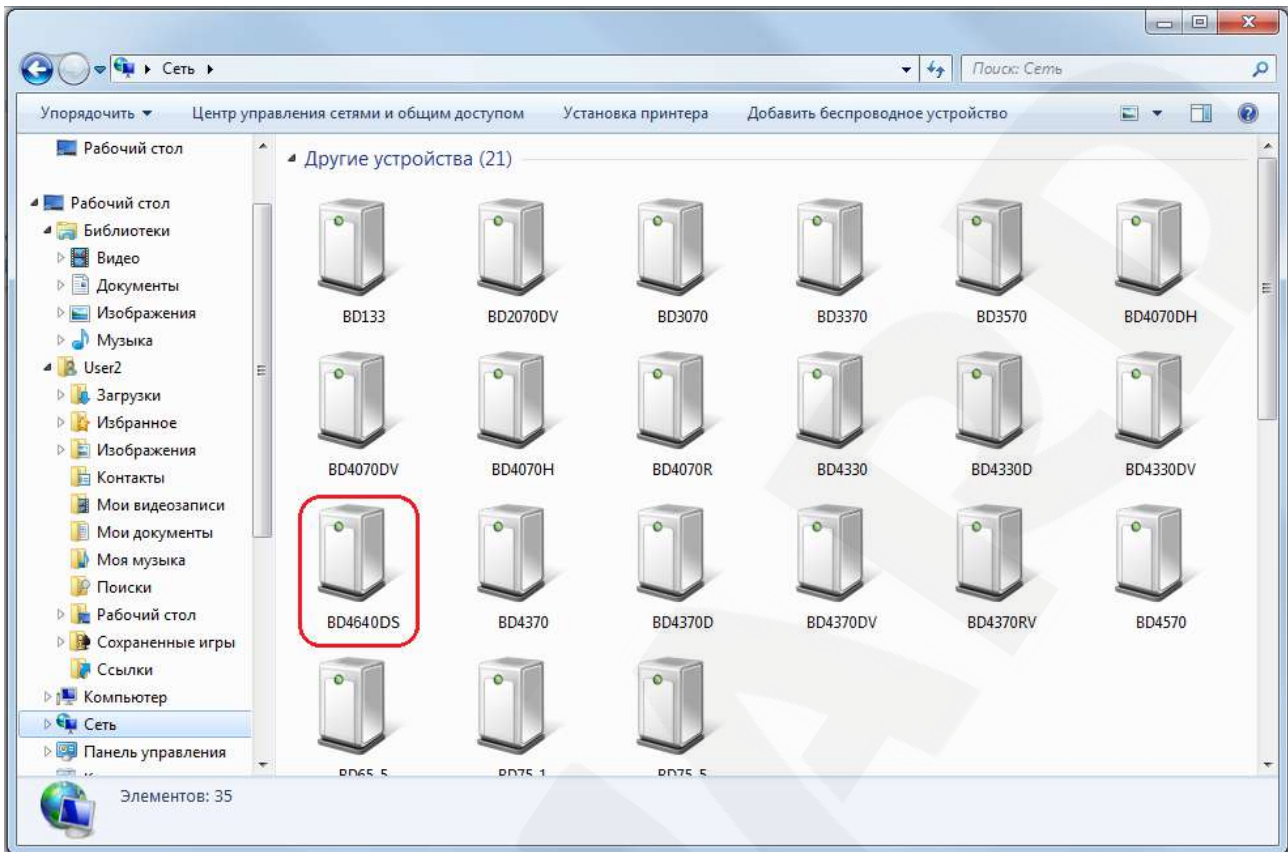 Сеть
Поиск: Сеть
Упорядочить Центр управления сетями и общим доступом Установка принтера Добавить беспроводное устройство
Рабочий стол
Рабочий стол
Библиотеки
Видео
Документы
Изображения
Музыка
User2
Загрузки
Избранное
Изображения
Контакты
Мои видеозаписи
Мои документы
Моя музыка
Поиски
Рабочий стол
Сохраненные игры
Ссылки
Компьютер
Сеть
Панель управления
Другие устройства (21)
BD133 BD2070DV BD3070 BD3370 BD3570 BD4070DH
BD4070DV BD4070H BD4070R BD4330 BD4330D BD4330DV
BD4640DS BD4370 BD4370D BD4370DV BD4370RV BD4570
BD65_5 BD75_1 BD75_5
Элементов: 35